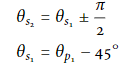 θ_{s_2} = θ_{s_1} ± π/2
θ_{s_1} = θ_{p_1} − 45°